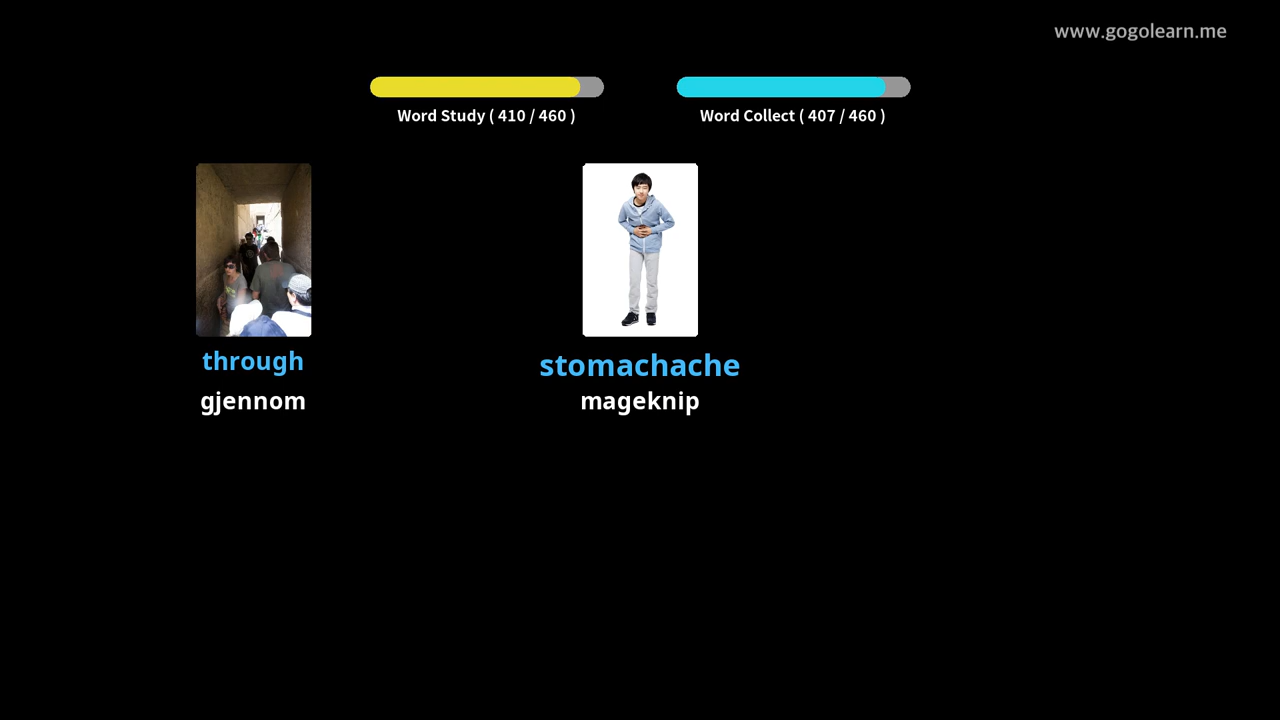 www.gogolearn.me
Word Study ( 410 / 460 )
Word Collect ( 407 / 460 )
through
gjennom
stomachache
mageknip